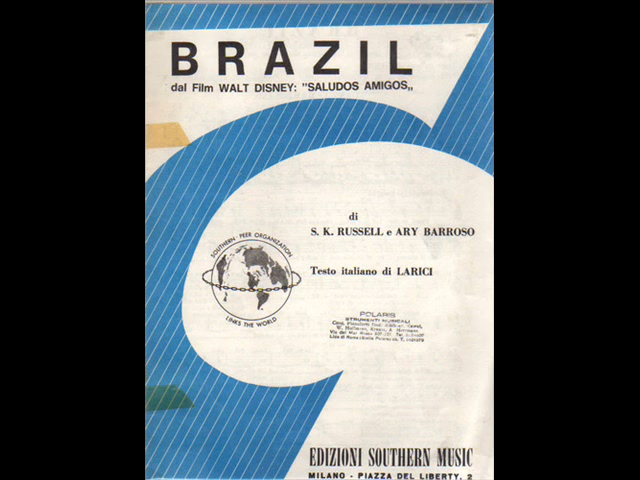 BRAZIL
dal Film WALT DISNEY: "SALUDOS AMIGOS„
di
S. K. RUSSELL e ARY BARROSO
Testo italiano di LARICI
SOUTHERN · PEER ORGANIZATION
LINKS THE WORLD
POLARIS
STRUMENTI MUSICALI
EDIZIONI SOUTHERN MUSIC
MILANO - PIAZZA DEL LIBERTY, 2